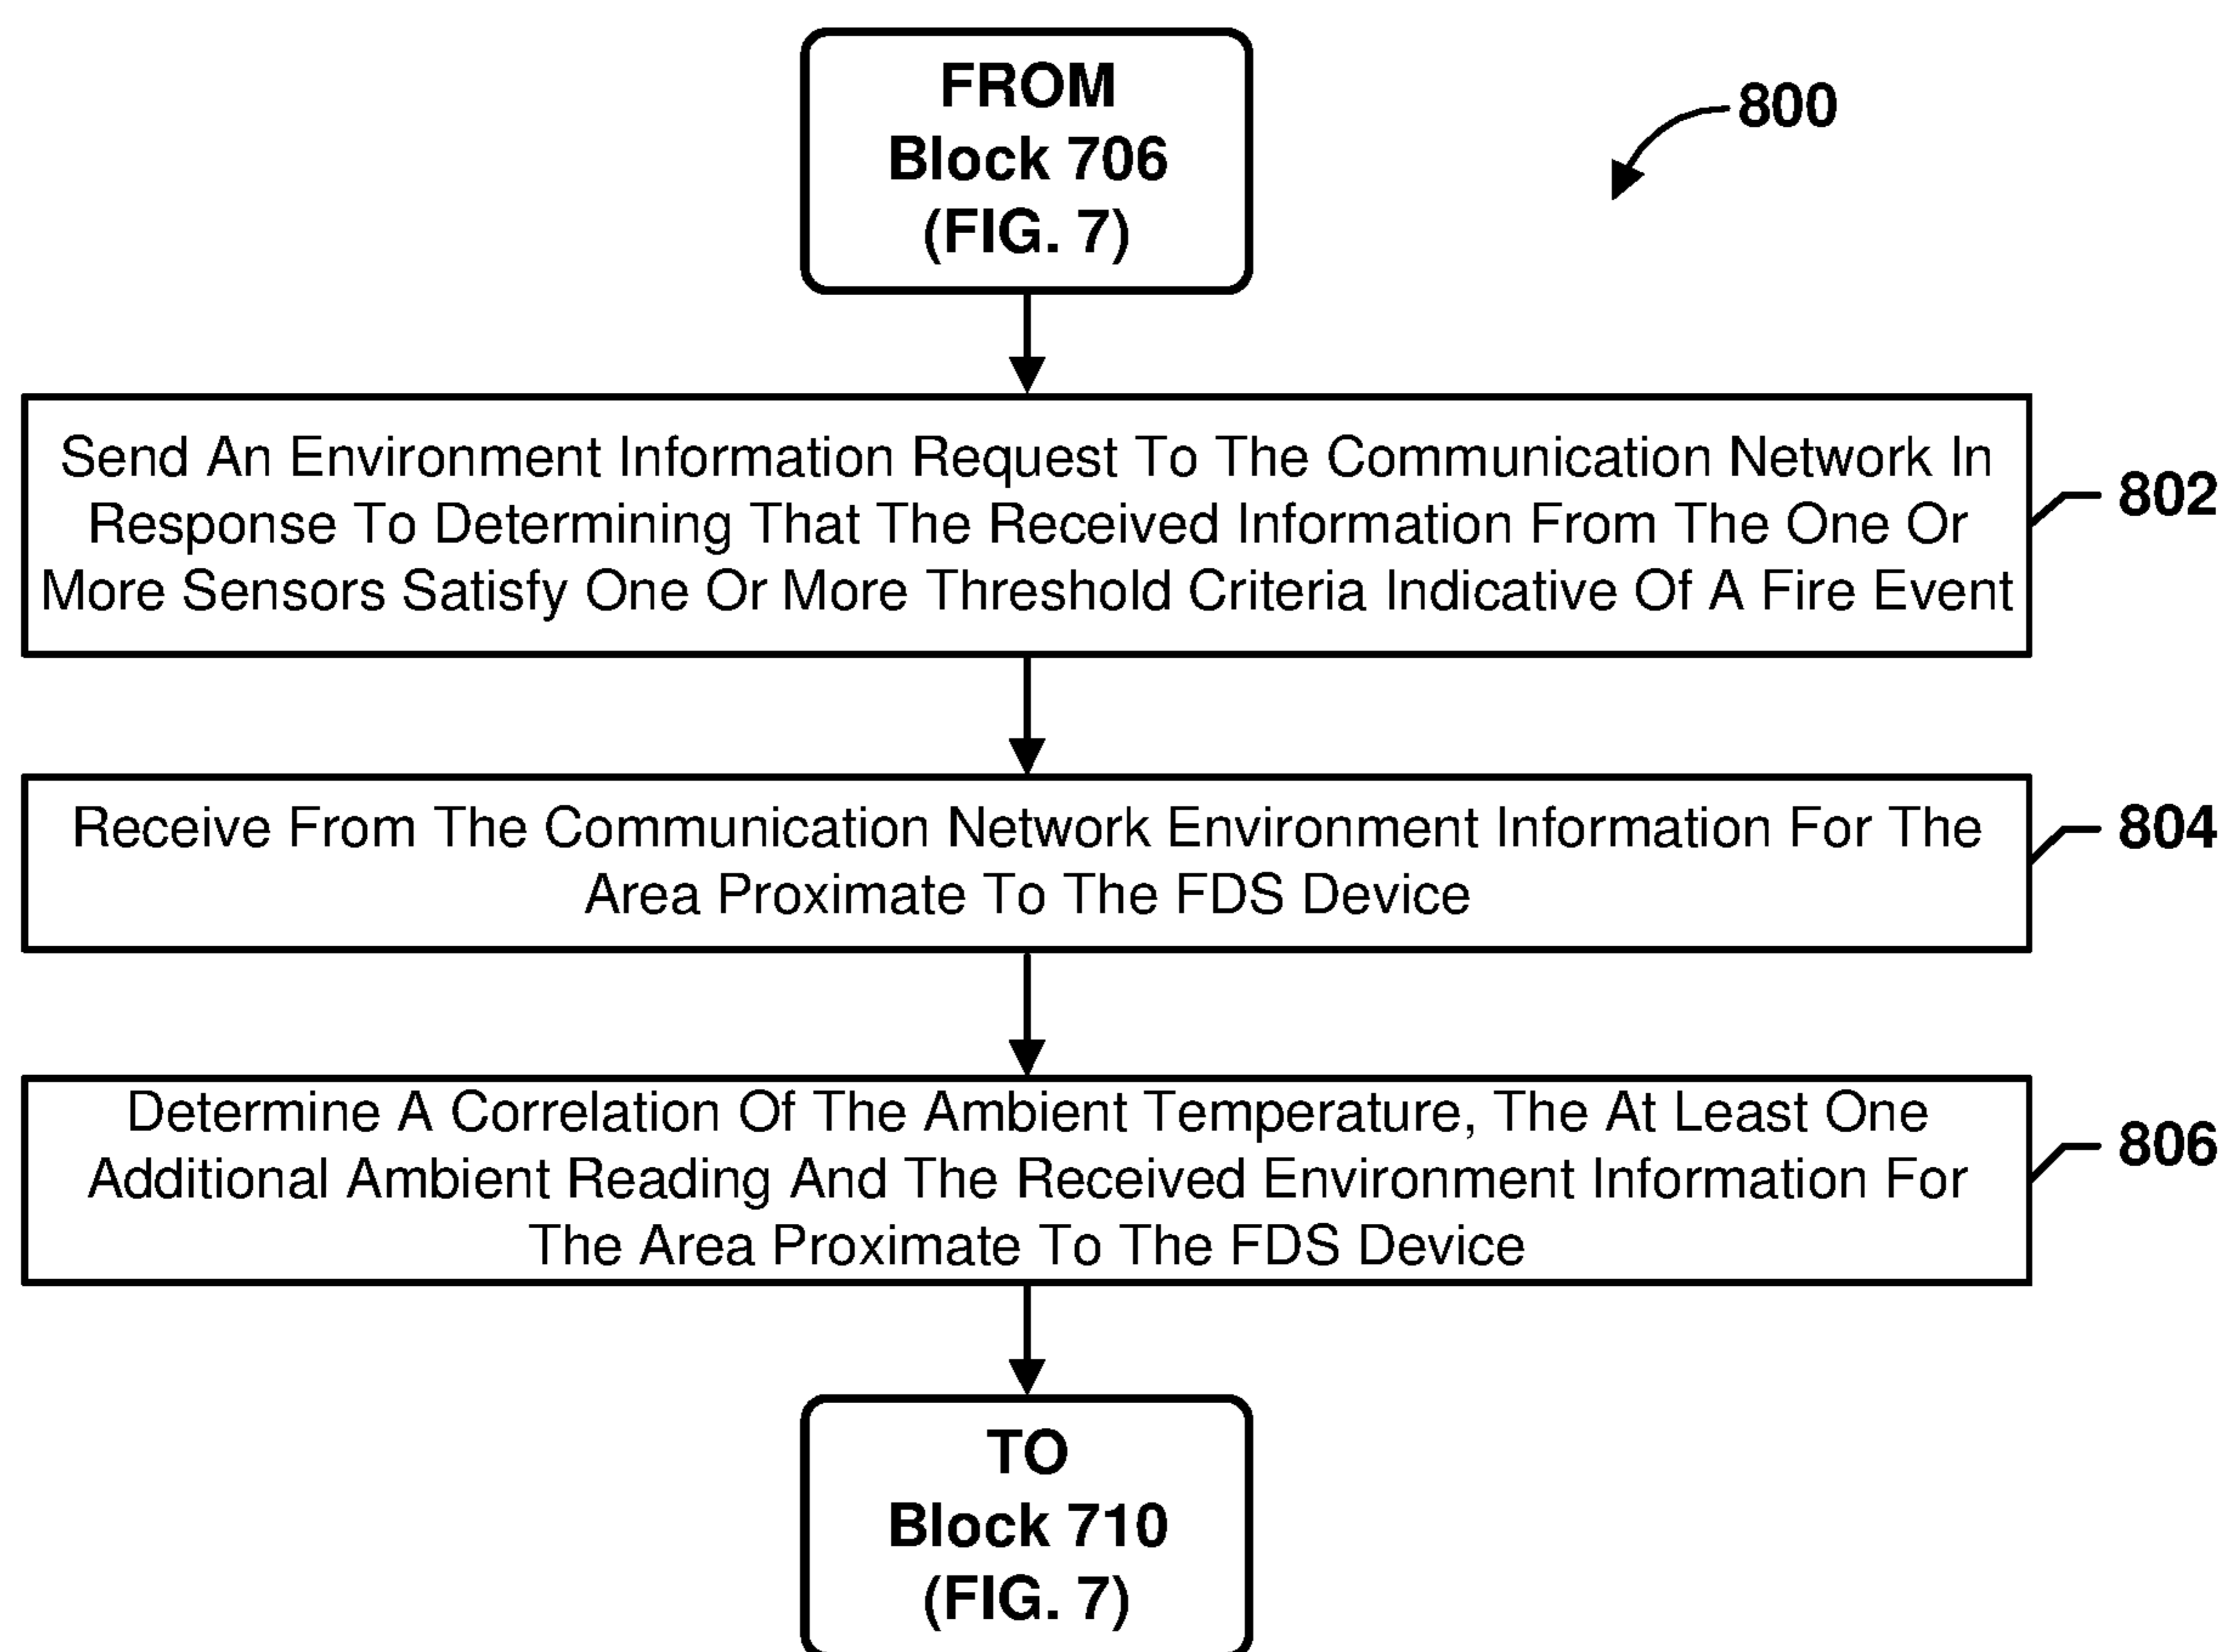 FROM
Block 706
(FIG. 7)
800
Send An Environment Information Request To The Communication Network In
Response To Determining That The Received Information From The One Or
More Sensors Satisfy One Or More Threshold Criteria Indicative Of A Fire Event
802
Receive From The Communication Network Environment Information For The
Area Proximate To The FDS Device
804
Determine A Correlation Of The Ambient Temperature, The At Least One
Additional Ambient Reading And The Received Environment Information For
The Area Proximate To The FDS Device
806
TO
Block 710
(FIG. 7)